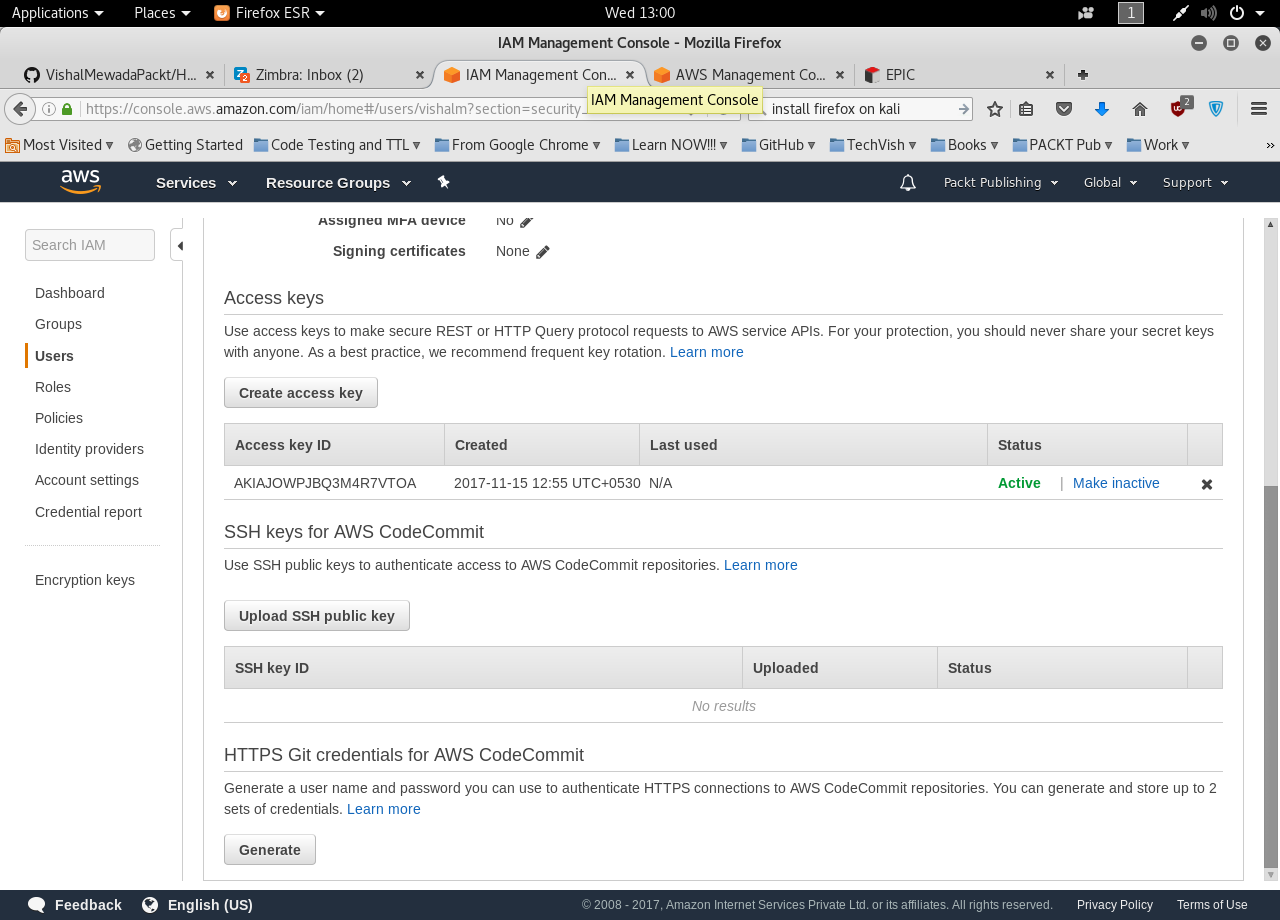 Applications Places Firefox ESR Wed 13:00 1
IAM Management Console - Mozilla Firefox
VishalMewadaPackt/H... Zimbra: Inbox (2) IAM Management Con... AWS Management Co... EPIC
https://console.aws.amazon.com/iam/home#/users/vishalm?section=security_ install firefox on kali 2
IAM Management Console
Most Visited Getting Started Code Testing and TTL From Google Chrome Learn NOW!!! GitHub TechVish Books PACKT Pub Work
aws Services Resource Groups Packt Publishing Global Support
Assigned MFA device No
Search IAM
Signing certificates None
Dashboard
Groups
Users
Roles
Policies
Identity providers
Account settings
Credential report
Encryption keys
Access keys
Use access keys to make secure REST or HTTP Query protocol requests to AWS service APIs. For your protection, you should never share your secret keys
with anyone. As a best practice, we recommend frequent key rotation. Learn more
Create access key
Access key ID Created Last used Status
AKIAJOWPJBQ3M4R7VTOA 2017-11-15 12:55 UTC+0530 N/A Active | Make inactive
SSH keys for AWS CodeCommit
Use SSH public keys to authenticate access to AWS CodeCommit repositories. Learn more
Upload SSH public key
SSH key ID Uploaded Status
No results
HTTPS Git credentials for AWS CodeCommit
Generate a user name and password you can use to authenticate HTTPS connections to AWS CodeCommit repositories. You can generate and store up to 2
sets of credentials. Learn more
Generate
Feedback English (US) © 2008 - 2017, Amazon Internet Services Private Ltd. or its affiliates. All rights reserved. Privacy Policy Terms of Use